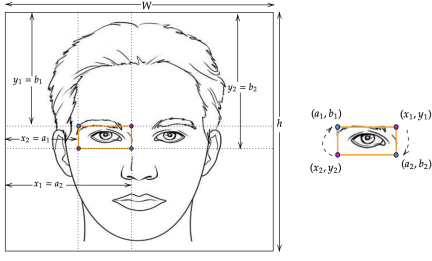 W
y₁ = b₁
y₂ = b₂
h
x₂ = a₁
x₁ = a₂
(a₁, b₁)
(x₁, y₁)
(x₂, y₂)
(a₂, b₂)